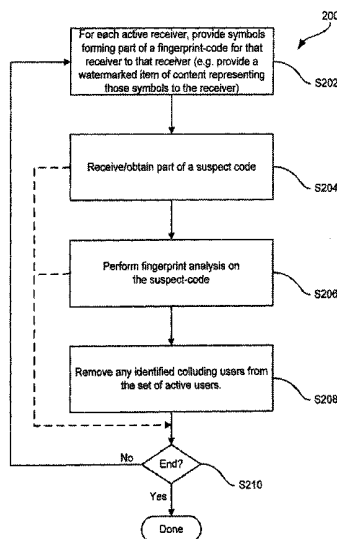 200
For each active receiver, provide symbols
forming part of a fingerprint-code for that
receiver to that receiver (e.g. provide a
watermarked item of content representing
those symbols to the receiver)
S202
Receive/obtain part of a suspect code
S204
Perform fingerprint analysis on
the suspect-code
S206
Remove any identified colluding users from
the set of active users.
S208
No
End?
S210
Yes
Done